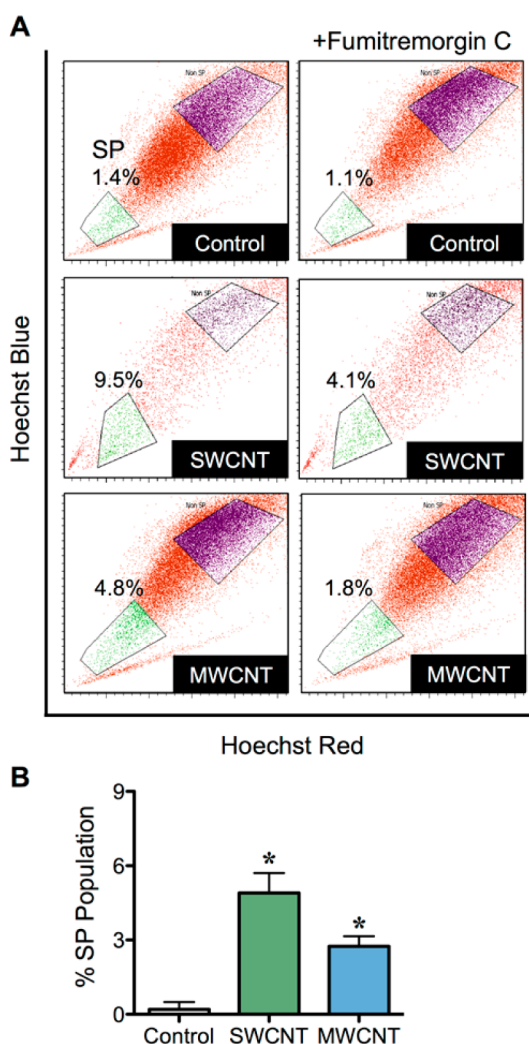 A
+Fumitremorgin C
Non SP
Non SP
SP
1.4%
1.1%
Control
Control
Non SP
Non SP
9.5%
4.1%
SWCNT
SWCNT
Non SP
Non SP
4.8%
1.8%
MWCNT
MWCNT
Hoechst Blue
Hoechst Red
B
9
6
3
0
% SP Population
*
*
Control SWCNT MWCNT